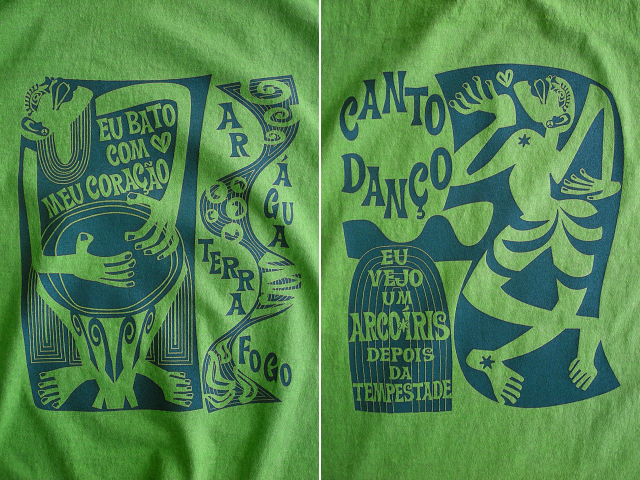 EU BATO
COM
MEU CORAÇÃO
AR
ÁGUA
TERRA
FOGO
CANTO
DANÇO
EU
VEJO
UM
ARCO-ÍRIS
DEPOIS
DA
TEMPESTADE